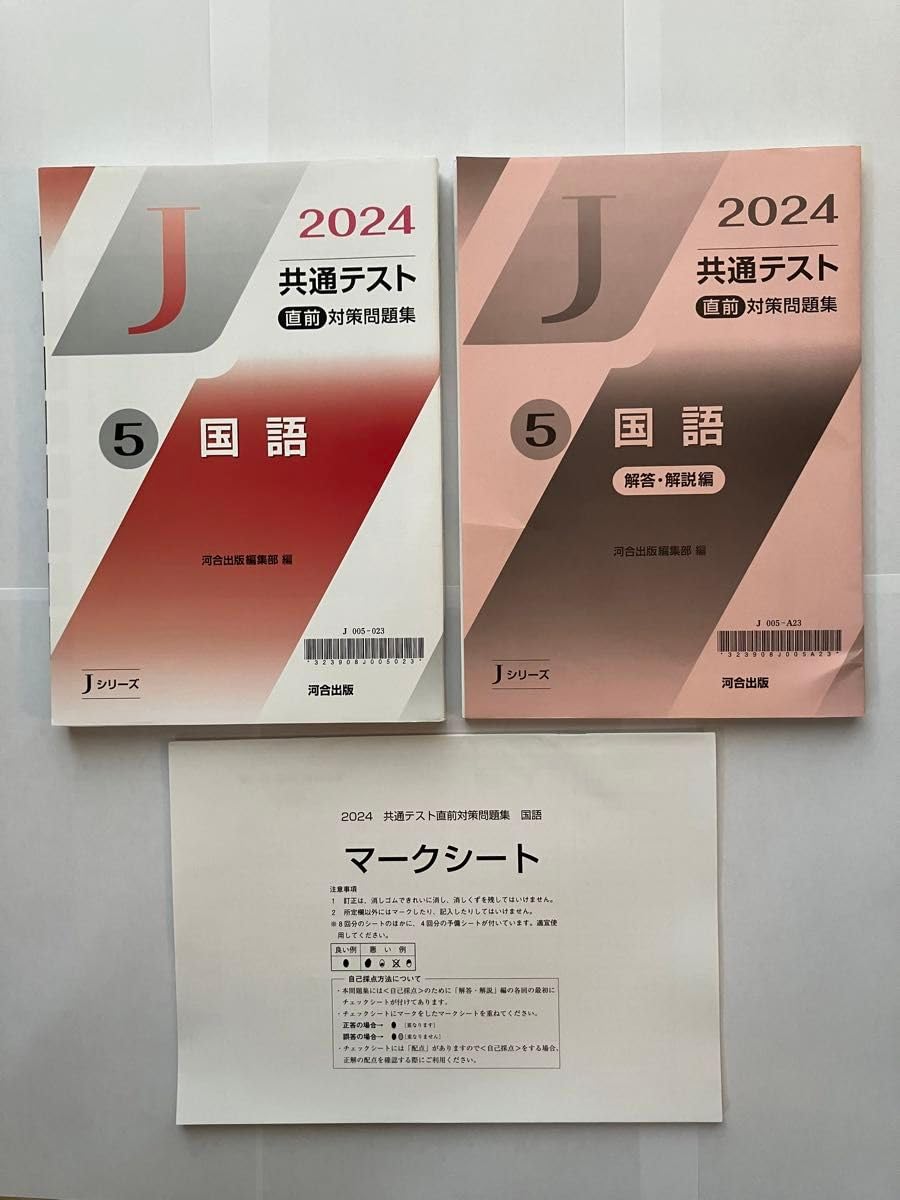 J
2024
共通テスト
直前 対策問題集
5
国語
河合出版編集部 編
J 005-023
*323908J005023*
Jシリーズ
河合出版
J
2024
共通テスト
直前 対策問題集
5
国語
解答・解説編
河合出版編集部 編
J 005-A23
*323908J005A23*
Jシリーズ
河合出版
2024 共通テスト直前対策問題集 国語
マークシート
注意事項
1 訂正は、消しゴムできれいに消し、消しくずを残してはいけません。
2 所定欄以外にはマークしたり、記入したりしてはいけません。
※8回分のシートのほかに、4回分の予備シートが付いています。適宜使
用してください。
良い例 悪い例
自己採点方法について
・本問題集には<自己採点>のために「解答・解説」編の各回の最初に
チェックシートが付けてあります。
・チェックシートにマークをしたマークシートを重ねてください。
正答の場合→ [重なります]
誤答の場合→ [重なりません]
・チェックシートには「配点」がありますので<自己採点>をする場合、
正解の配点を確認する際にご利用ください。